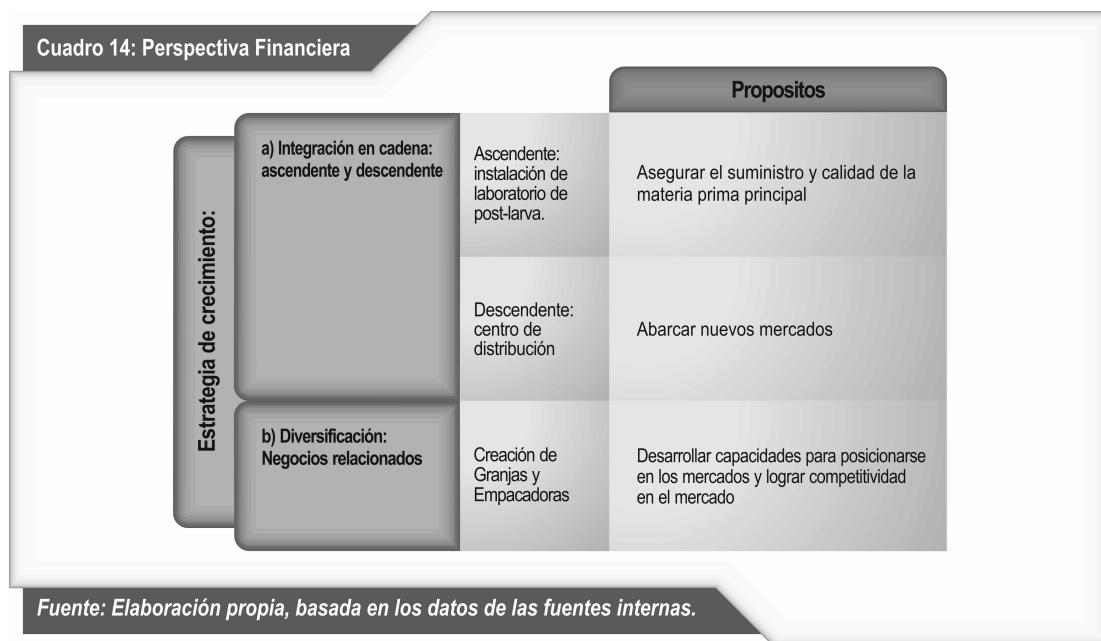 Cuadro 14: Perspectiva Financiera
Propositos
Estrategia de crecimiento:
a) Integración en cadena:
ascendente y descendente
Ascendente:
instalación de
laboratorio de
post-larva.
Asegurar el suministro y calidad de la
materia prima principal
Descendente:
centro de
distribución
Abarcar nuevos mercados
b) Diversificación:
Negocios relacionados
Creación de
Granjas y
Empacadoras
Desarrollar capacidades para posicionarse
en los mercados y lograr competitividad
en el mercado
Fuente: Elaboración propia, basada en los datos de las fuentes internas.